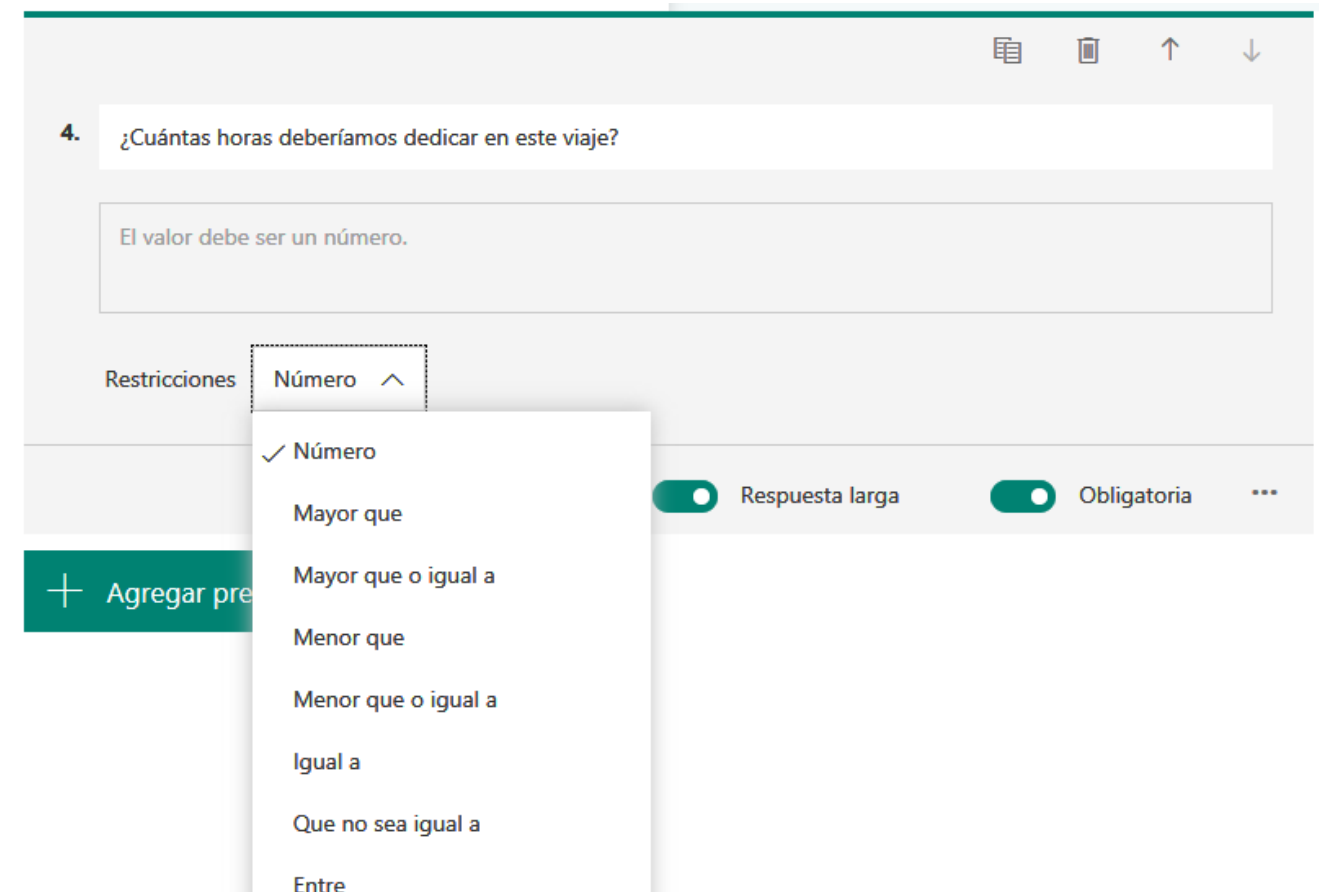 4. ¿Cuántas horas deberíamos dedicar en este viaje?
El valor debe ser un número.
Restricciones Número
Número
Respuesta larga Obligatoria
Mayor que
Mayor que o igual a
Agregar pre
Menor que
Menor que o igual a
Igual a
Que no sea igual a
Entre